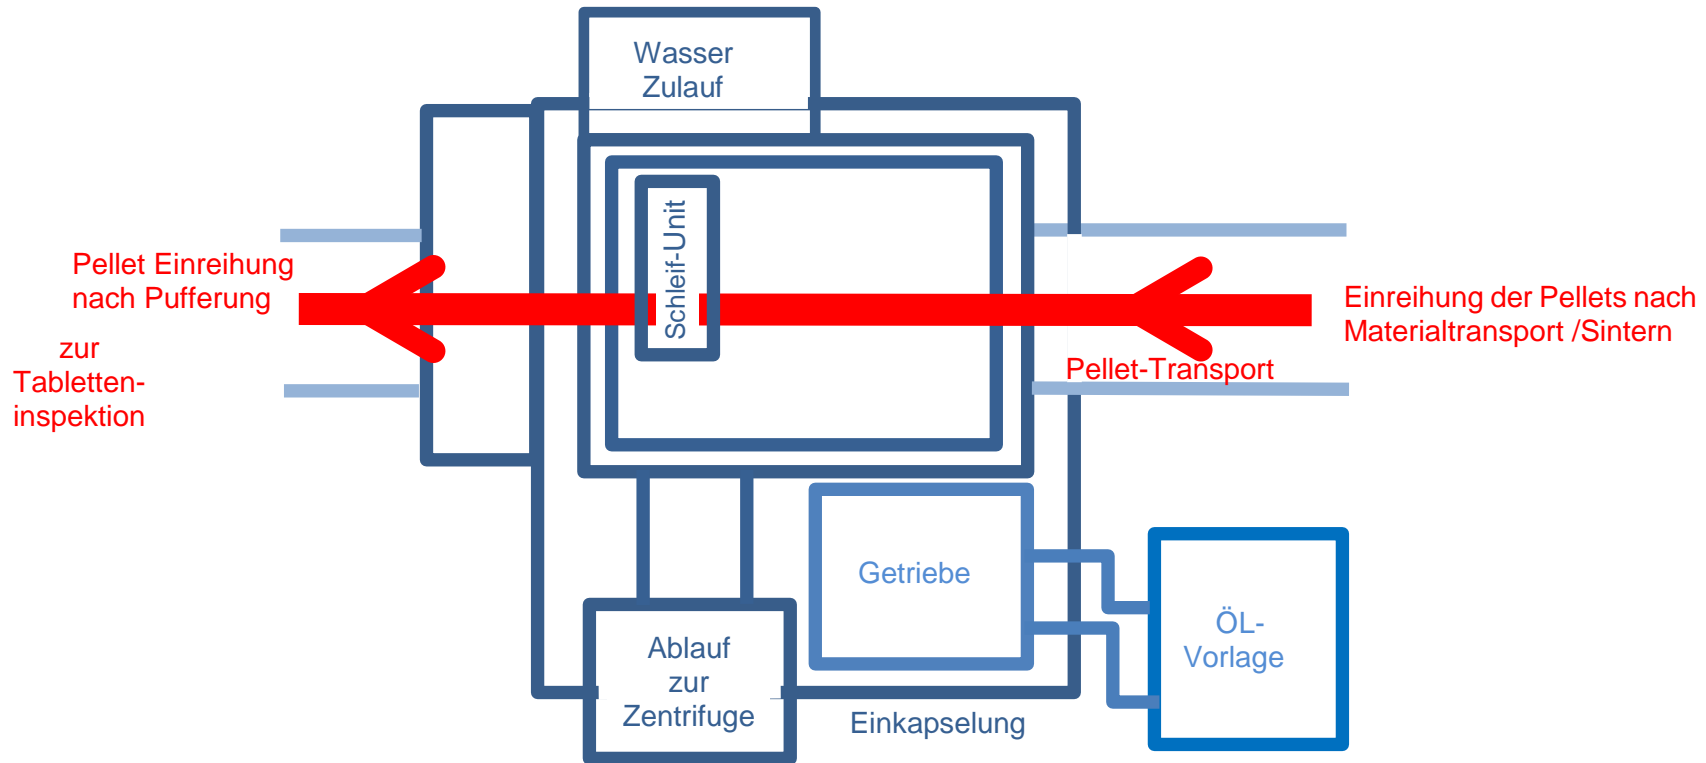 Wasser
Zulauf
Schleif-Unit
Pellet Einreihung
nach Pufferung
zur
Tabletten-
inspektion
Einreihung der Pellets nach
Materialtransport /Sintern
Pellet-Transport
Getriebe
ÖL-
Vorlage
Ablauf
zur
Zentrifuge
Einkapselung